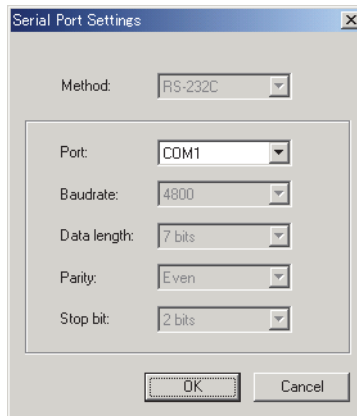 Serial Port Settings
Method: RS-232C
Port: COM1
Baudrate: 4800
Data length: 7 bits
Parity: Even
Stop bit: 2 bits
OK Cancel